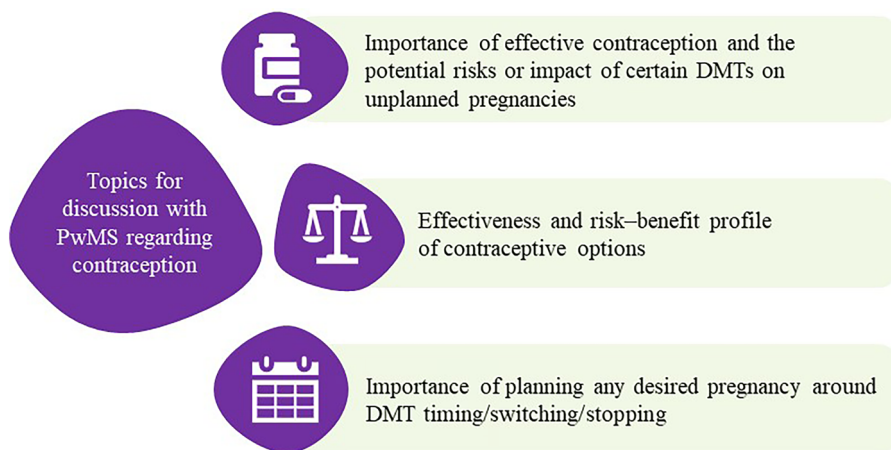 Topics for
discussion with
PwMS regarding
contraception
Importance of effective contraception and the
potential risks or impact of certain DMTs on
unplanned pregnancies
Effectiveness and risk–benefit profile
of contraceptive options
Importance of planning any desired pregnancy around
DMT timing/switching/stopping